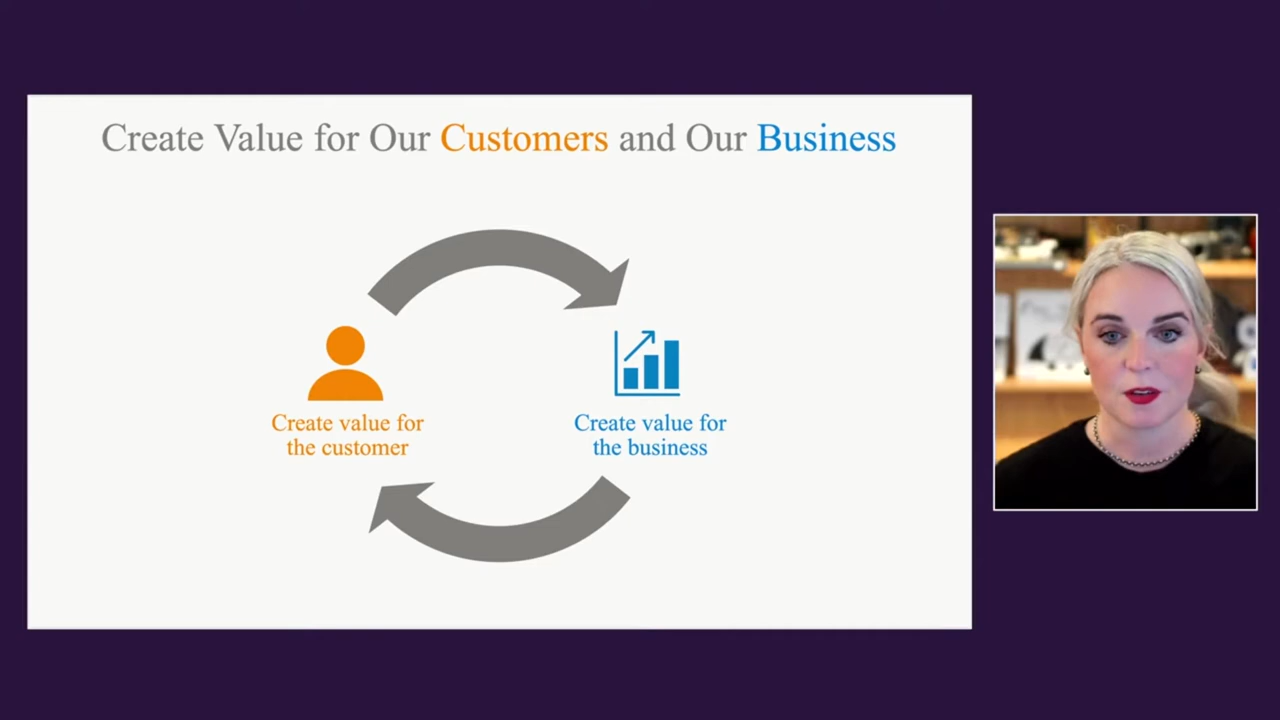 Create Value for Our Customers and Our Business
Create value for
the customer
Create value for
the business